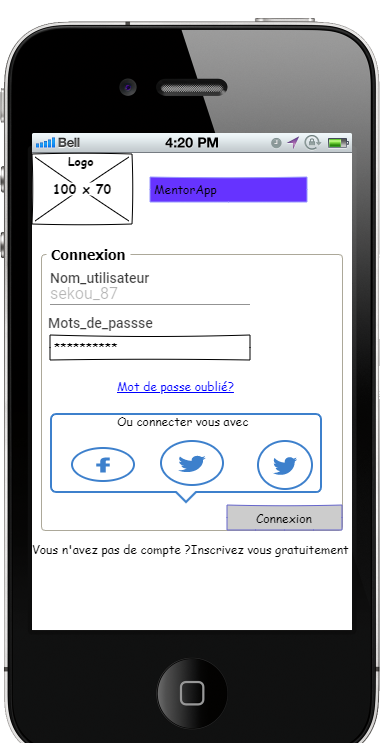 Bell 4:20 PM
Logo
100 x 70
MentorApp
Connexion
Nom_utilisateur
sekou_87
Mots_de_passse
**********
Mot de passe oublié?
Ou connecter vous avec
f
Connexion
Vous n'avez pas de compte ?Inscrivez vous gratuitement